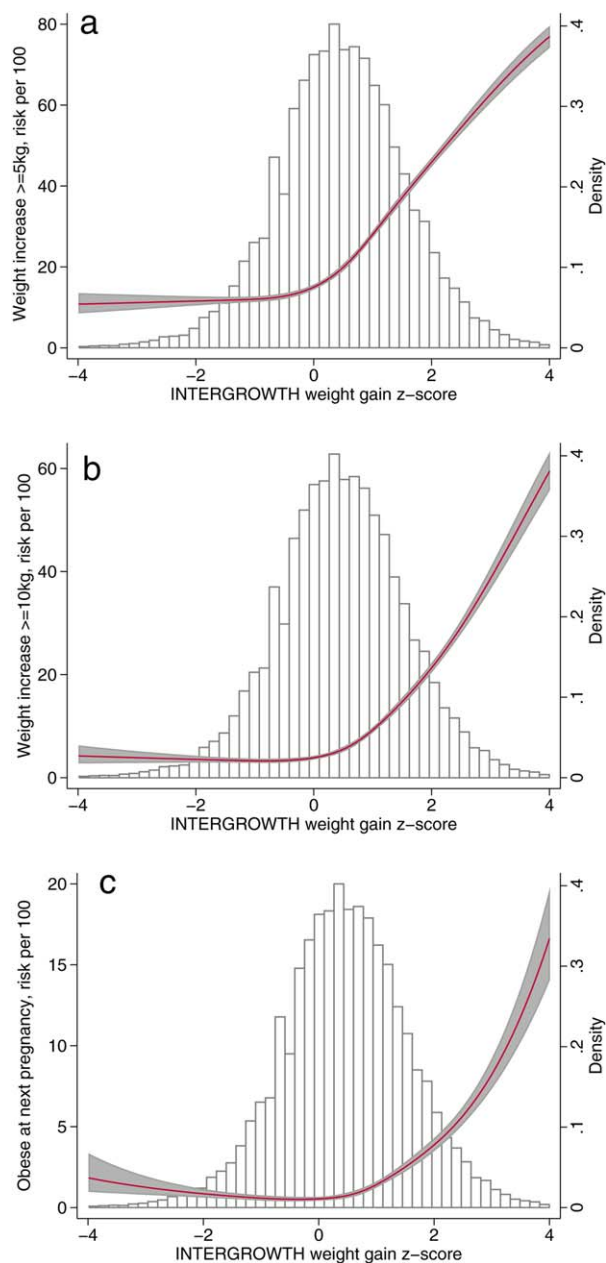 a
Weight increase >=5kg, risk per 100
80
60
40
20
0
.4
.3
.2
.1
0
Density
-4 -2 0 2 4
INTERGROWTH weight gain z-score
b
Weight increase >=10kg, risk per 100
60
40
20
0
.4
.3
.2
.1
0
Density
-4 -2 0 2 4
INTERGROWTH weight gain z-score
c
Obese at next pregnancy, risk per 100
20
15
10
5
0
.4
.3
.2
.1
0
Density
-4 -2 0 2 4
INTERGROWTH weight gain z-score